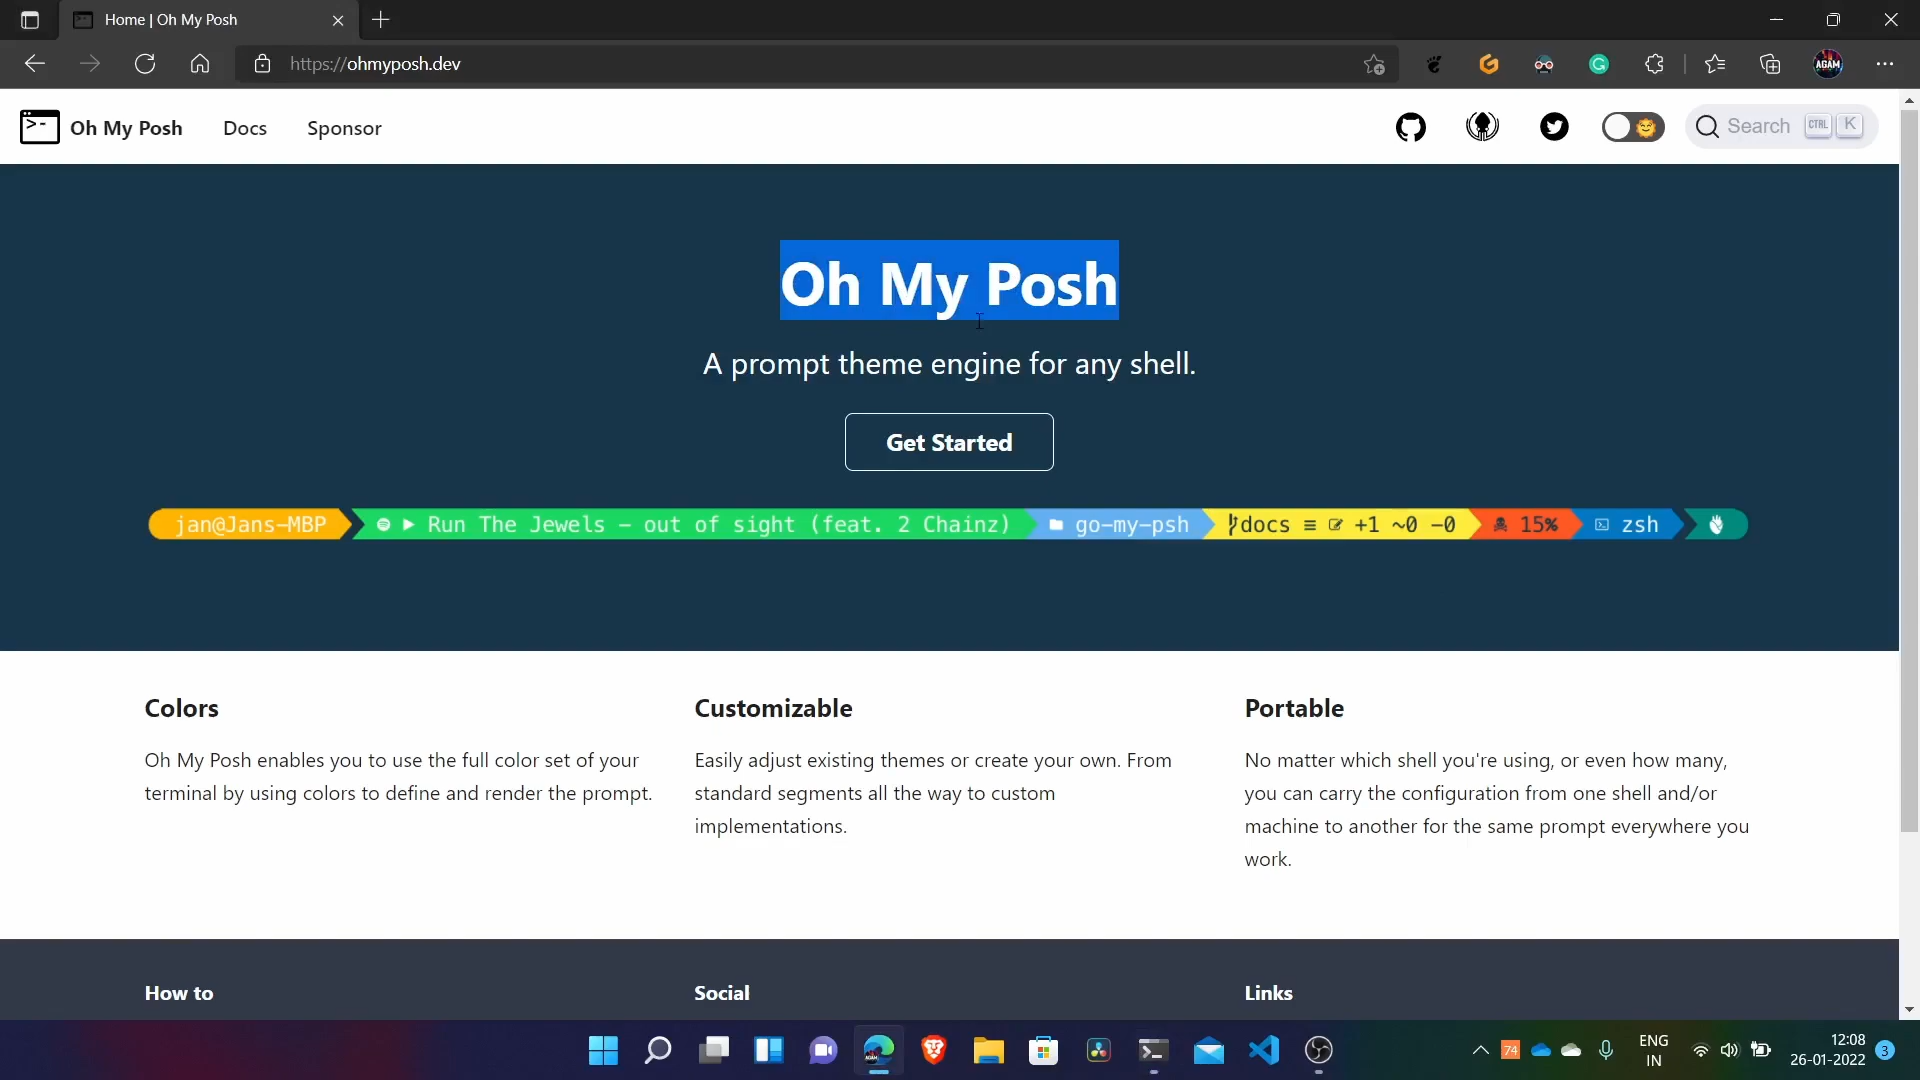 Home | Oh My Posh
https://ohmyposh.dev
AGAM
Oh My Posh
Docs
Sponsor
Search
CTRL
K
Oh My Posh
A prompt theme engine for any shell.
Get Started
jan@Jans-MBP
Run The Jewels - out of sight (feat. 2 Chainz)
go-my-psh
docs ≡ +1 ~0 -0
15%
zsh
Colors
Oh My Posh enables you to use the full color set of your
terminal by using colors to define and render the prompt.
Customizable
Easily adjust existing themes or create your own. From
standard segments all the way to custom
implementations.
Portable
No matter which shell you're using, or even how many,
you can carry the configuration from one shell and/or
machine to another for the same prompt everywhere you
work.
How to
Social
Links
74
ENG
IN
12:08
26-01-2022
3